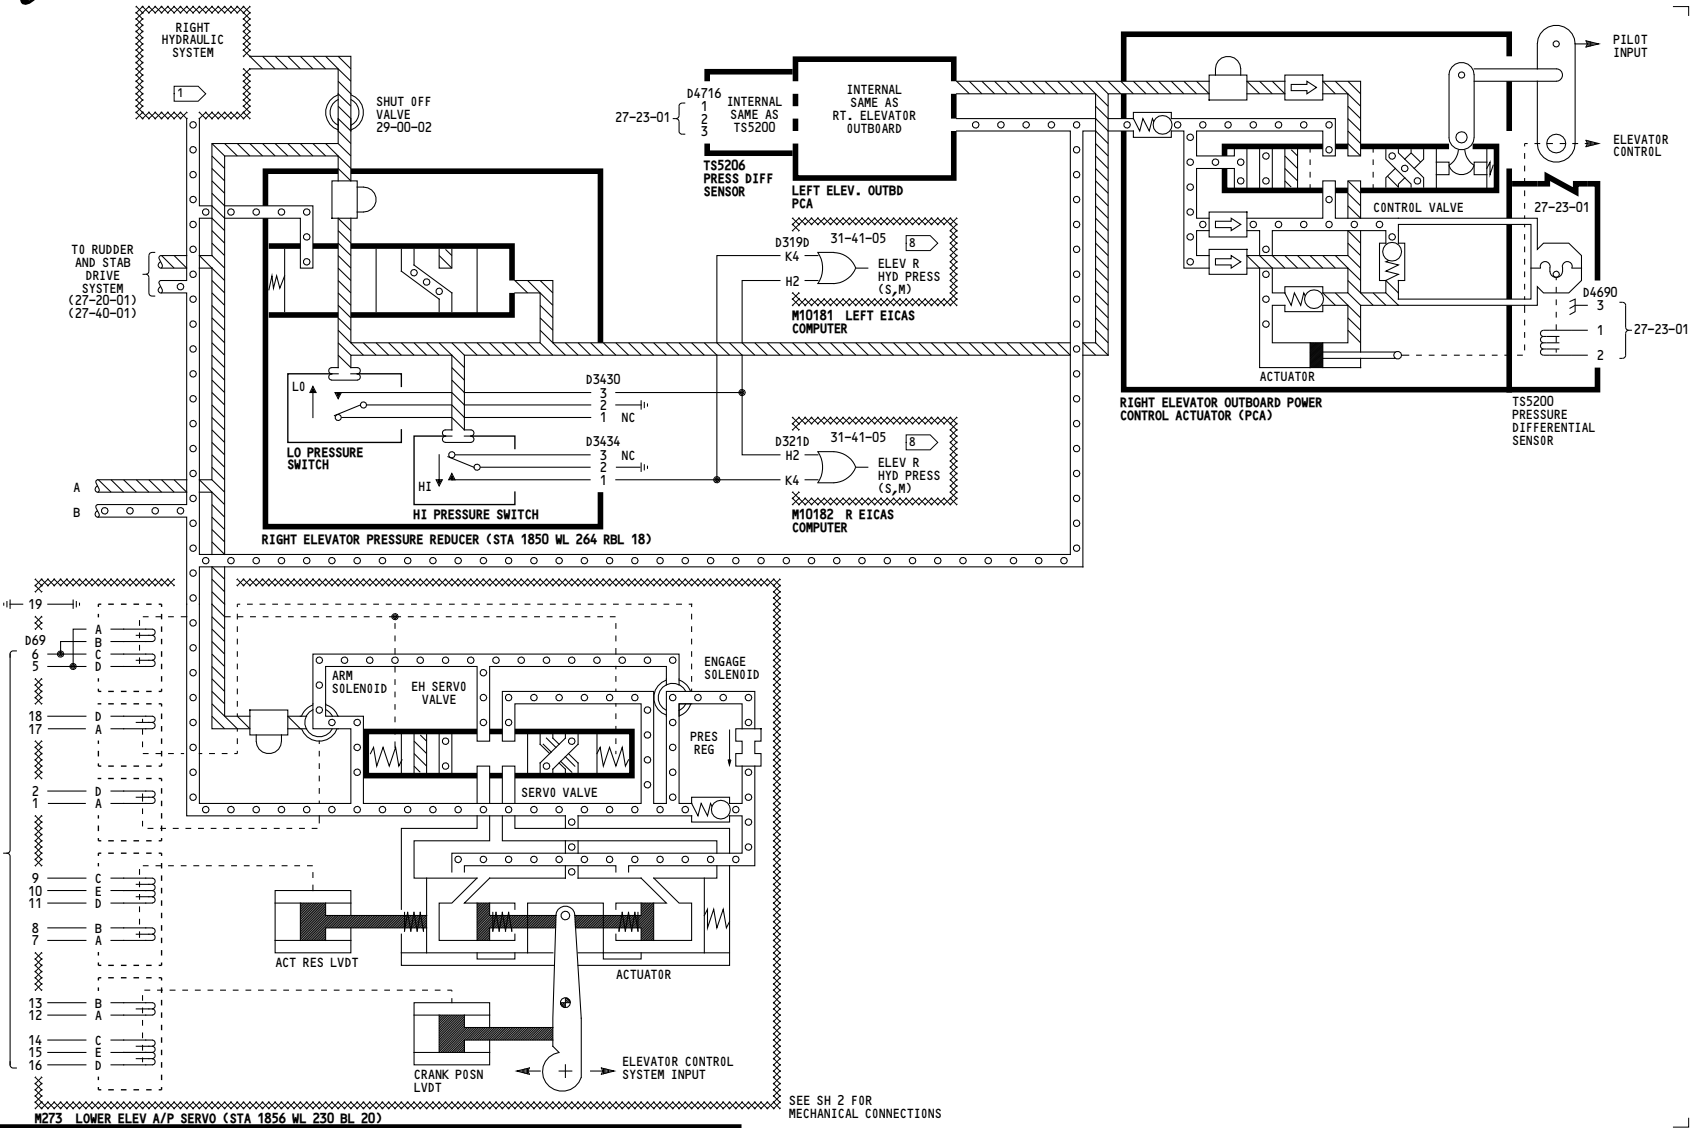 RIGHT
HYDRAULIC
SYSTEM
1
SHUT OFF
VALVE
29-00-02
TO RUDDER
AND STAB
DRIVE
SYSTEM
(27-20-01)
(27-40-01)
A
B
27-23-01
D4716
1
2
3
INTERNAL
SAME AS
TS5200
TS5206
PRESS DIFF
SENSOR
INTERNAL
SAME AS
RT. ELEVATOR
OUTBOARD
LEFT ELEV. OUTBD
PCA
D319D
K4
H2
31-41-05
8
ELEV R
HYD PRESS
(S,M)
M10181 LEFT EICAS
COMPUTER
D321D
H2
K4
31-41-05
8
ELEV R
HYD PRESS
(S,M)
M10182 R EICAS
COMPUTER
LO
LO PRESSURE
SWITCH
D3430
3
2
1 NC
HI
HI PRESSURE SWITCH
D3434
3 NC
2
1
RIGHT ELEVATOR PRESSURE REDUCER (STA 1850 WL 264 RBL 18)
PILOT
INPUT
ELEVATOR
CONTROL
CONTROL VALVE
27-23-01
D4690
3
1
2
27-23-01
ACTUATOR
RIGHT ELEVATOR OUTBOARD POWER
CONTROL ACTUATOR (PCA)
TS5200
PRESSURE
DIFFERENTIAL
SENSOR
19
D69
A
B
6 C
5 D
18 D
17 A
2 D
1 A
9 C
10 E
11 D
8 B
7 A
13 B
12 A
14 C
15 E
16 D
ARM
SOLENOID
EH SERVO
VALVE
ENGAGE
SOLENOID
PRES
REG
SERVO VALVE
ACT RES LVDT
ACTUATOR
CRANK POSN
LVDT
ELEVATOR CONTROL
SYSTEM INPUT
SEE SH 2 FOR
MECHANICAL CONNECTIONS
M273 LOWER ELEV A/P SERVO (STA 1856 WL 230 BL 20)